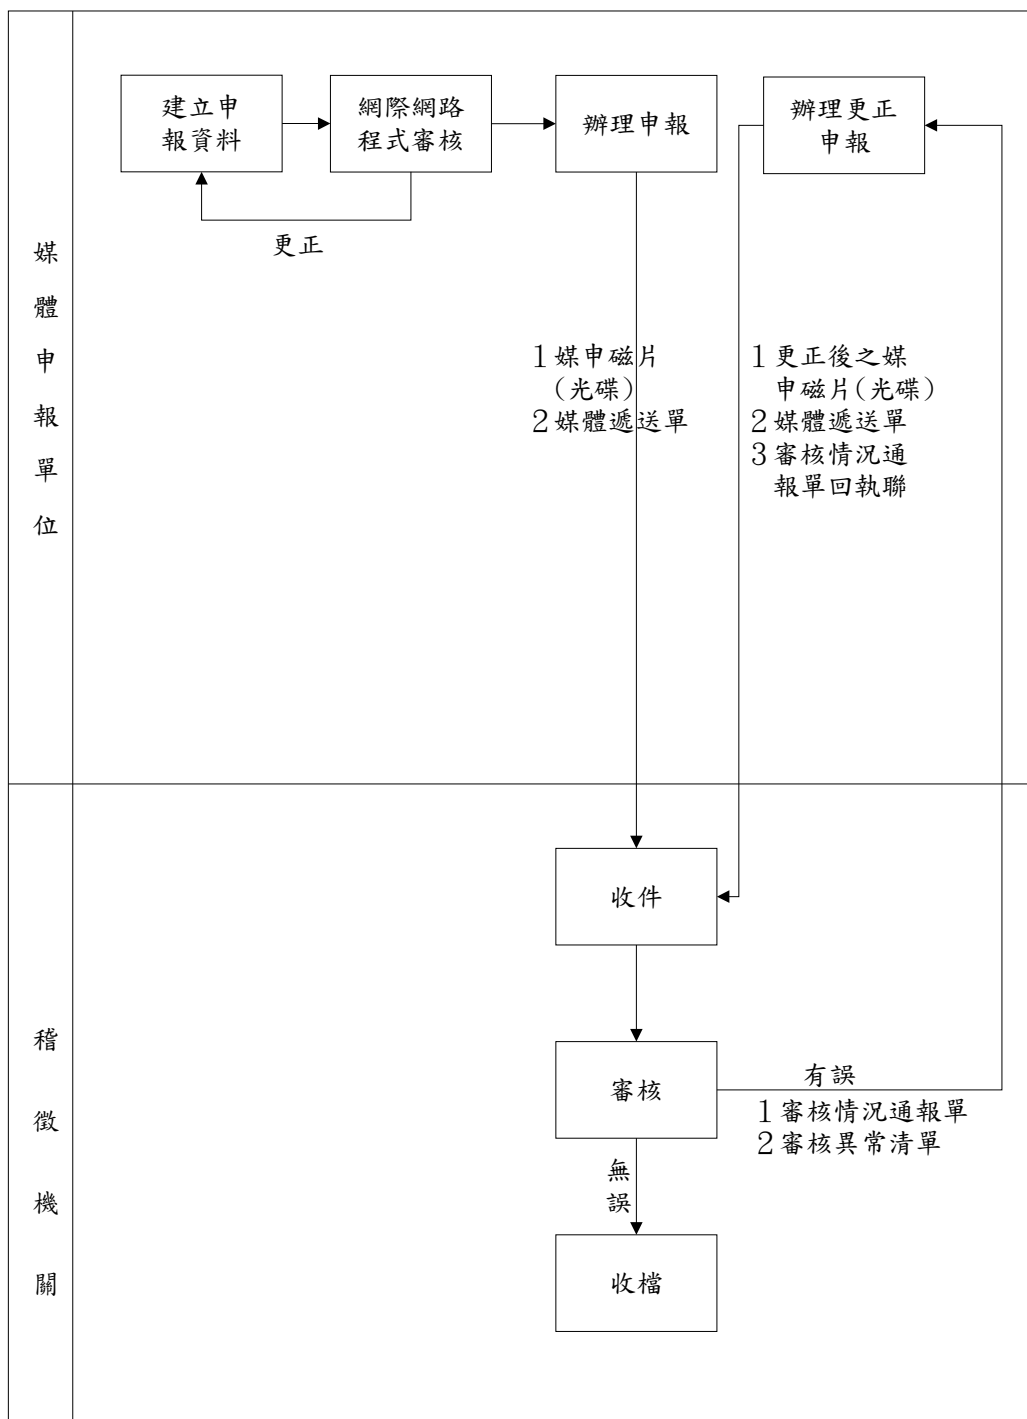 媒體申報單位
建立申
報資料
網際網路
程式審核
辦理申報
辦理更正
申報
更正
1媒申磁片
(光碟)
2媒體遞送單
1更正後之媒
申磁片(光碟)
2媒體遞送單
3審核情況通
報單回執聯
稽徵機關
收件
審核
有誤
1審核情況通報單
2審核異常清單
無
誤
收檔